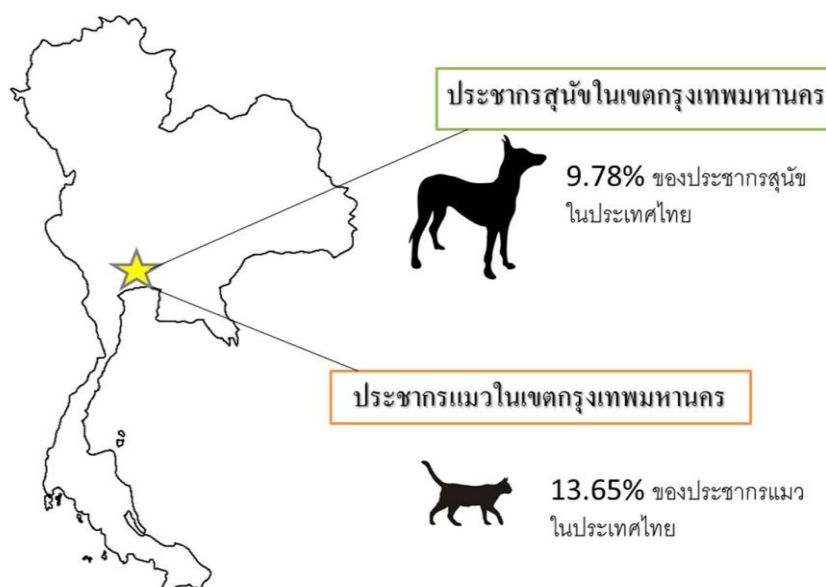 ประชากรสุนัขในเขตกรุงเทพมหานคร
9.78% ของประชากรสุนัข
ในประเทศไทย
ประชากรแมวในเขตกรุงเทพมหานคร
13.65% ของประชากรแมว
ในประเทศไทย